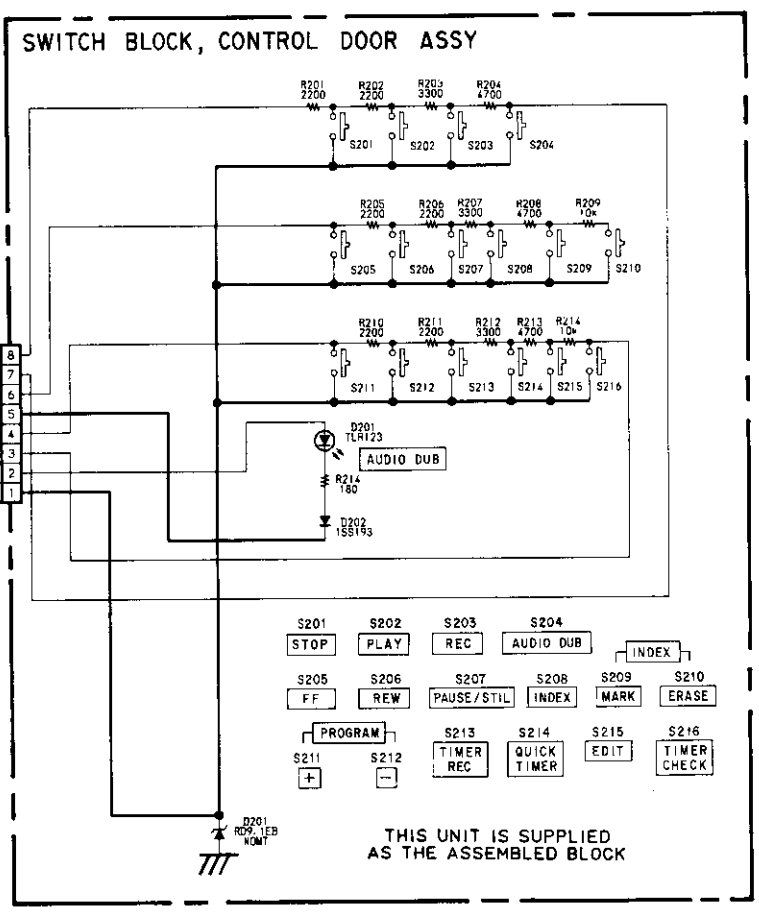 SWITCH BLOCK, CONTROL DOOR ASSY
R201 R202 R203 R204
2200 2200 3300 4700
S201 S202 S203 S204
R205 R206 R207 R208 R209
2200 2200 3300 4700 10k
S205 S206 S207 S208 S209 S210
R210 R211 R212 R213 R214
2200 2200 3300 4700 10k
S211 S212 S213 S214 S215 S216
8
7
6
5
4
3
2
1
D201
TLR123
AUDIO DUB
R214
180
D202
1SS193
S201 S202 S203 S204
STOP PLAY REC AUDIO DUB
INDEX
S205 S206 S207 S208 S209 S210
FF REW PAUSE/STIL INDEX MARK ERASE
PROGRAM
S211 S212 S213 S214 S215 S216
+ − TIMER REC QUICK TIMER EDIT TIMER CHECK
D201
RD9.1EB
NOMT
THIS UNIT IS SUPPLIED
AS THE ASSEMBLED BLOCK